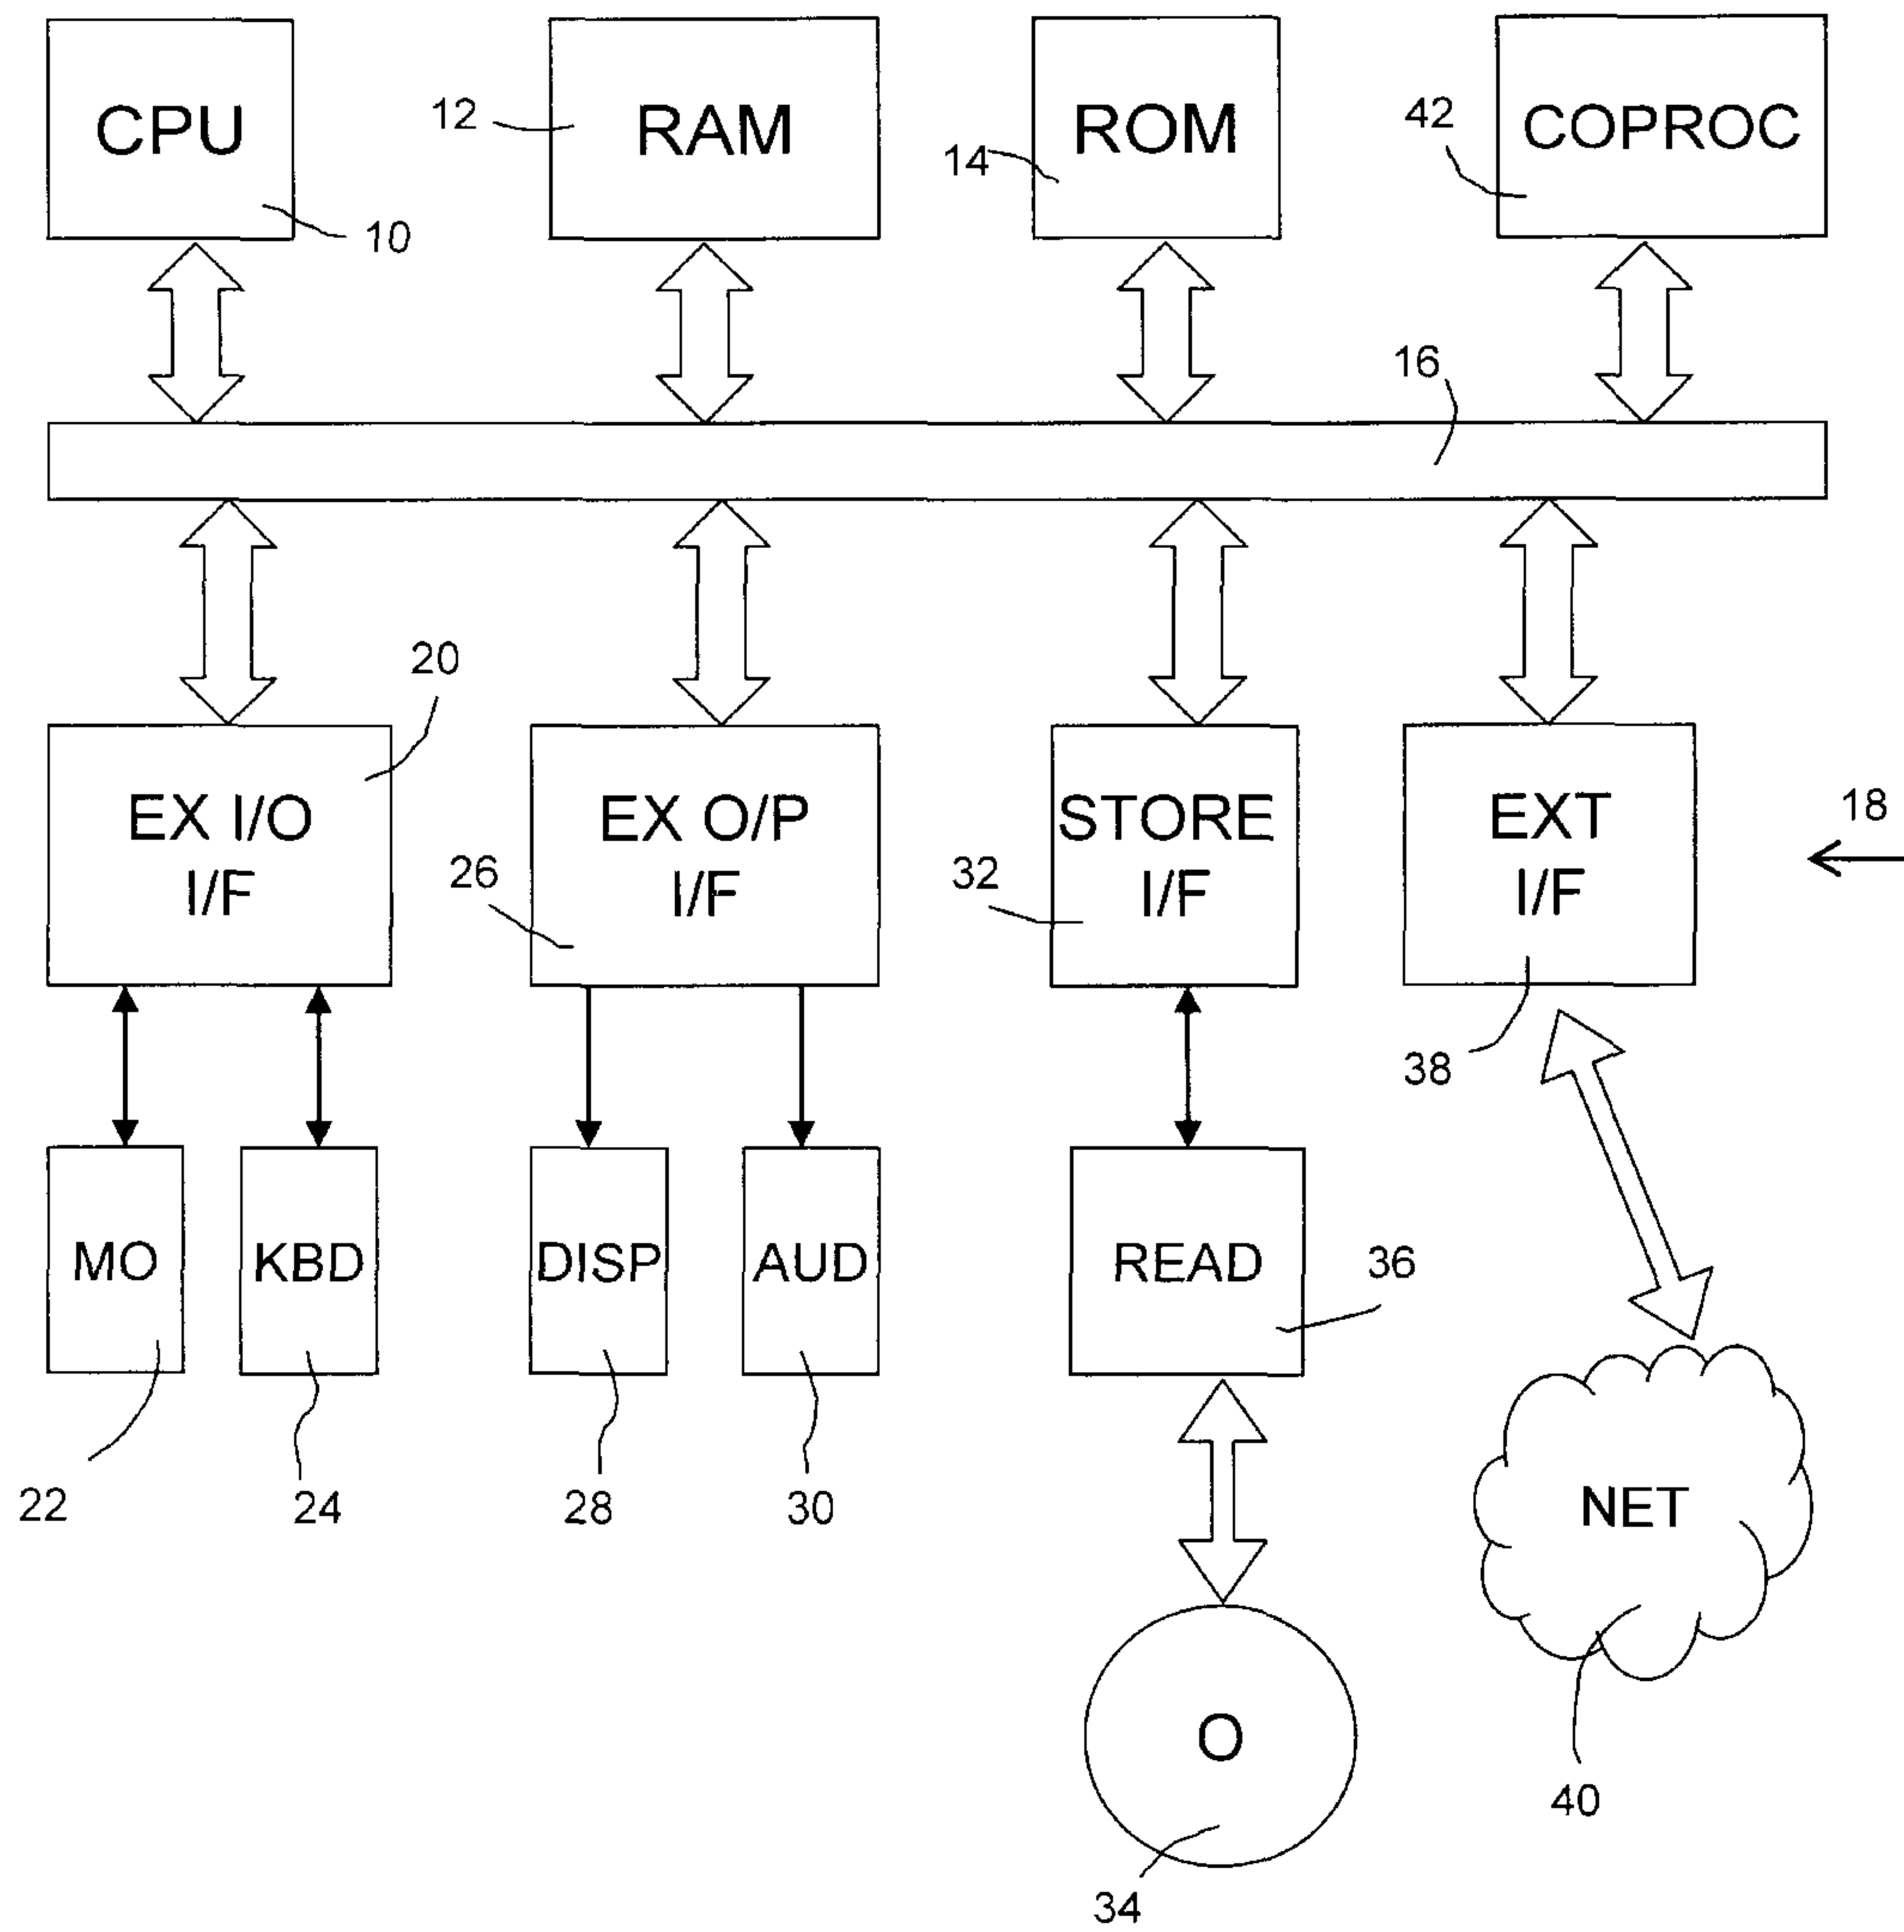 CPU
10
12
RAM
14
ROM
42
COPROC
16
20
EX I/O
I/F
26
EX O/P
I/F
32
STORE
I/F
EXT
I/F
38
18
MO
22
KBD
24
DISP
28
AUD
30
READ
36
NET
40
O
34